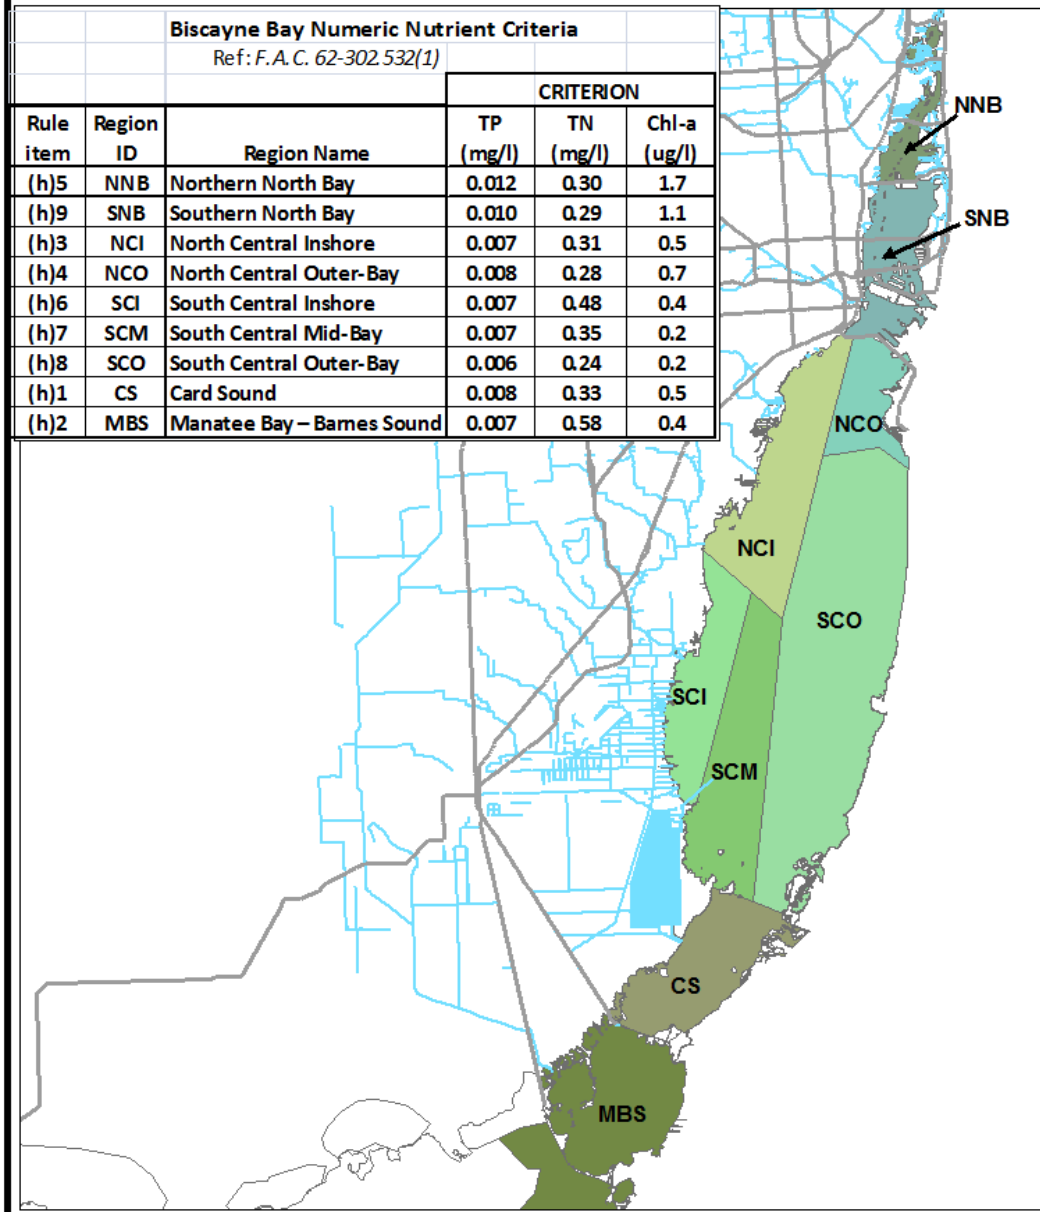 Biscayne Bay Numeric Nutrient Criteria
Ref: F.A.C. 62-302.532(1)
CRITERION
Rule item Region ID Region Name TP (mg/l) TN (mg/l) Chl-a (ug/l)
(h)5 NNB Northern North Bay 0.012 0.30 1.7
(h)9 SNB Southern North Bay 0.010 0.29 1.1
(h)3 NCI North Central Inshore 0.007 0.31 0.5
(h)4 NCO North Central Outer-Bay 0.008 0.28 0.7
(h)6 SCI South Central Inshore 0.007 0.48 0.4
(h)7 SCM South Central Mid-Bay 0.007 0.35 0.2
(h)8 SCO South Central Outer-Bay 0.006 0.24 0.2
(h)1 CS Card Sound 0.008 0.33 0.5
(h)2 MBS Manatee Bay – Barnes Sound 0.007 0.58 0.4
NNB
SNB
NCO
NCI
SCO
SCI
SCM
CS
MBS